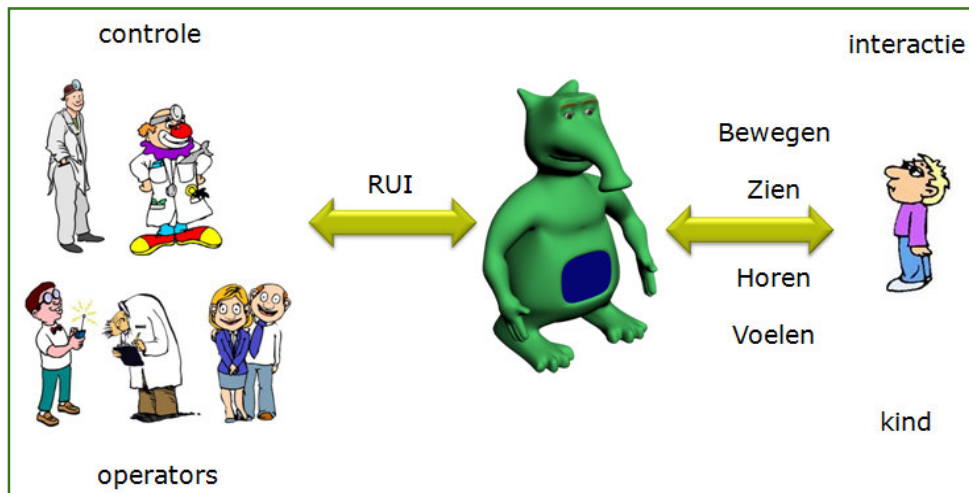 controle
interactie
RUI
Bewegen
Zien
Horen
Voelen
kind
operators